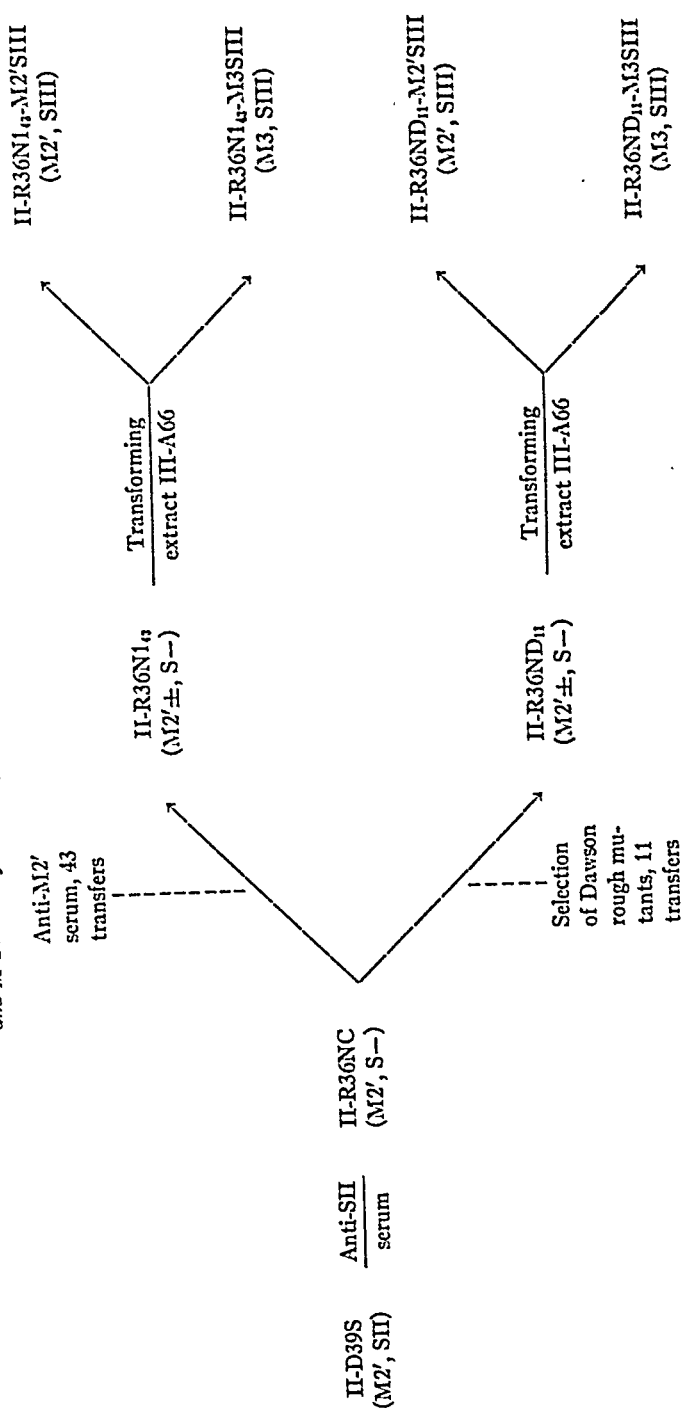 and M
II-D39S
(M2′, SII)
Anti-SII
serum
II-R36NC
(M2′, S−)
Anti-M2′
serum, 43
transfers
Selection
of Dawson
rough mu-
tants, 11
transfers
II-R36N1₄₃
(M2′±, S−)
II-R36ND₁₁
(M2′±, S−)
Transforming
extract III-A66
Transforming
extract III-A66
II-R36N1₄₃-M2′SIII
(M2′, SIII)
II-R36N1₄₃-M3SIII
(M3, SIII)
II-R36ND₁₁-M2′SIII
(M2′, SIII)
II-R36ND₁₁-M3SIII
(M3, SIII)